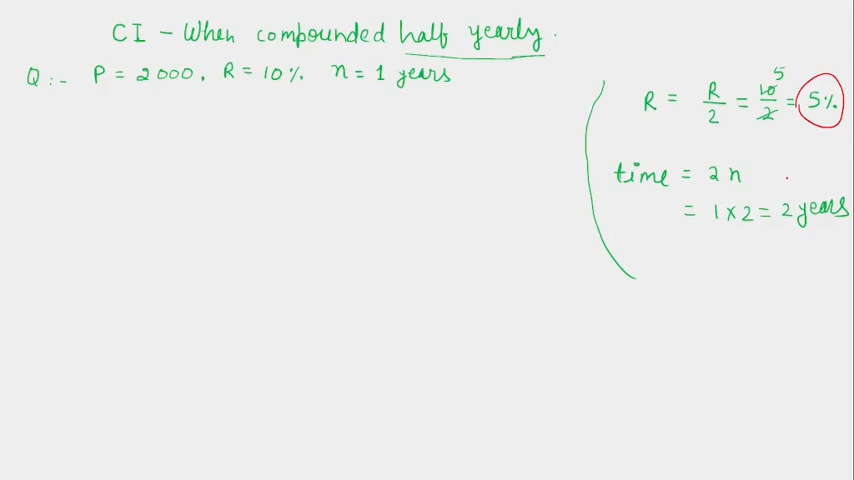 CI - When compounded half yearly.
Q:- P = 2000, R = 10% n = 1 years
R = R/2 = 10/2 5 = 5%
time = 2n
= 1 x 2 = 2 years